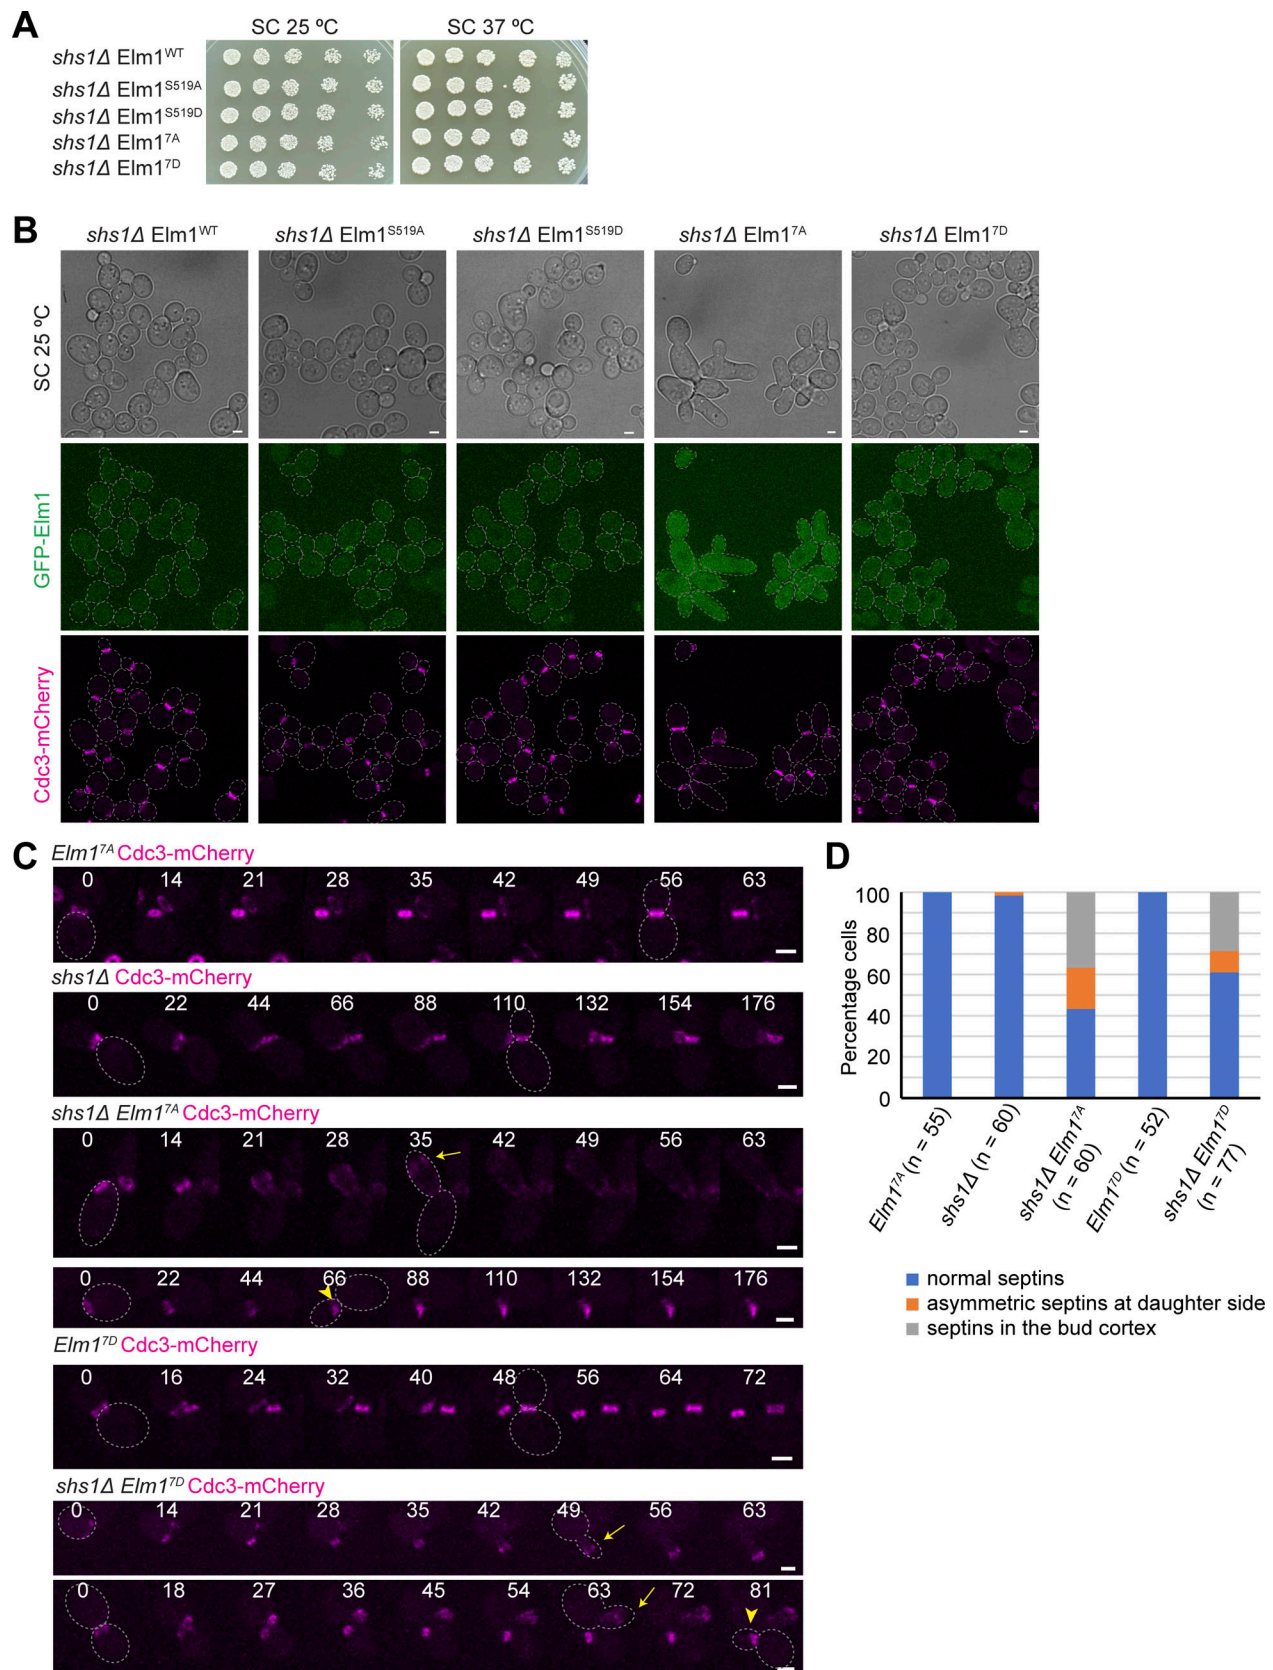 A
SC 25 ºC SC 37 ºC
shs1Δ Elm1WT
shs1Δ Elm1S519A
shs1Δ Elm1S519D
shs1Δ Elm17A
shs1Δ Elm17D
B
shs1Δ Elm1WT shs1Δ Elm1S519A shs1Δ Elm1S519D shs1Δ Elm17A shs1Δ Elm17D
SC 25 ºC
GFP-Elm1
Cdc3-mCherry
C
Elm17A Cdc3-mCherry
0 14 21 28 35 42 49 56 63
shs1Δ Cdc3-mCherry
0 22 44 66 88 110 132 154 176
shs1Δ Elm17A Cdc3-mCherry
0 14 21 28 35 42 49 56 63
0 22 44 66 88 110 132 154 176
Elm17D Cdc3-mCherry
0 16 24 32 40 48 56 64 72
shs1Δ Elm17D Cdc3-mCherry
0 14 21 28 35 42 49 56 63
0 18 27 36 45 54 63 72 81
D
Percentage cells
100
80
60
40
20
0
Elm17A (n = 55)
shs1Δ (n = 60)
shs1Δ Elm17A
(n = 60)
Elm17D (n = 52)
shs1Δ Elm17D
(n = 77)
normal septins
asymmetric septins at daughter side
septins in the bud cortex